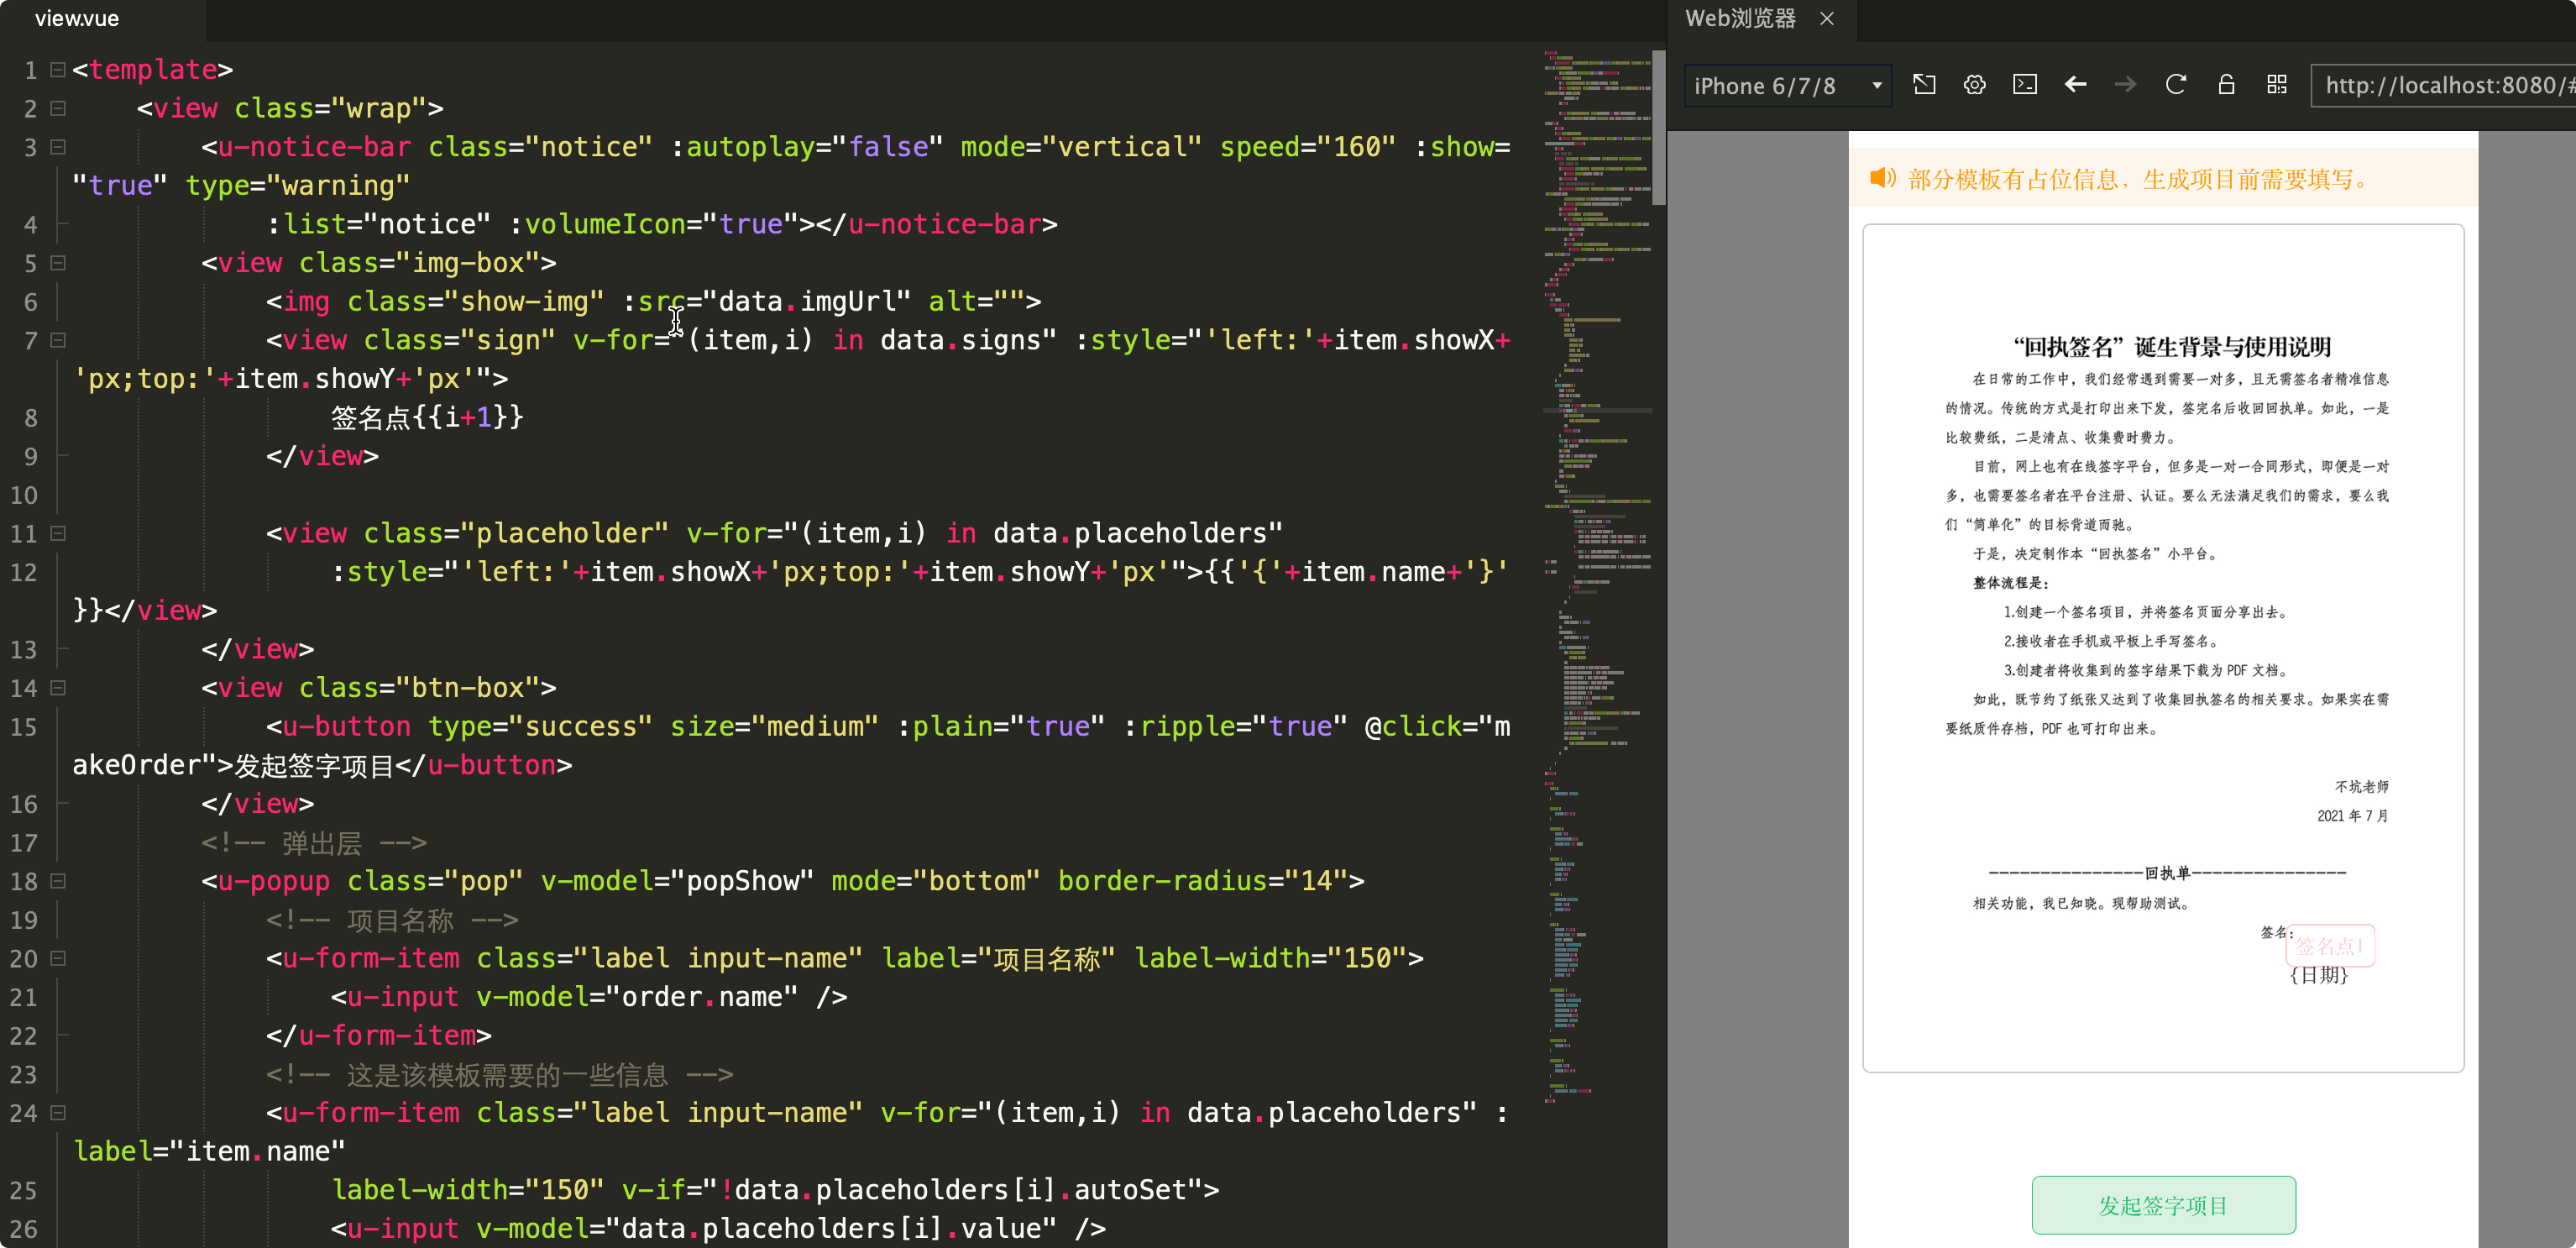 view.vue
1 <template>
2 <view class="wrap">
3 <u-notice-bar class="notice" :autoplay="false" mode="vertical" speed="160" :show=
"true" type="warning"
4 :list="notice" :volumeIcon="true"></u-notice-bar>
5 <view class="img-box">
6 <img class="show-img" :src="data.imgUrl" alt="">
7 <view class="sign" v-for="(item,i) in data.signs" :style="'left:'+item.showX+
'px;top:'+item.showY+'px'">
8 签名点{{i+1}}
9 </view>
10
11 <view class="placeholder" v-for="(item,i) in data.placeholders"
12 :style="'left:'+item.showX+'px;top:'+item.showY+'px'">{{'{'+item.name+'}'
}}</view>
13 </view>
14 <view class="btn-box">
15 <u-button type="success" size="medium" :plain="true" :ripple="true" @click="m
akeOrder">发起签字项目</u-button>
16 </view>
17 <!-- 弹出层 -->
18 <u-popup class="pop" v-model="popShow" mode="bottom" border-radius="14">
19 <!-- 项目名称 -->
20 <u-form-item class="label input-name" label="项目名称" label-width="150">
21 <u-input v-model="order.name" />
22 </u-form-item>
23 <!-- 这是该模板需要的一些信息 -->
24 <u-form-item class="label input-name" v-for="(item,i) in data.placeholders" :
label="item.name"
25 label-width="150" v-if="!data.placeholders[i].autoSet">
26 <u-input v-model="data.placeholders[i].value" />
Web浏览器
iPhone 6/7/8
http://localhost:8080/#
部分模板有占位信息，生成项目前需要填写。
“回执签名”诞生背景与使用说明
在日常的工作中，我们经常遇到需要一对多，且无需签名者精准信息
的情况。传统的方式是打印出来下发，签完名后收回回执单。如此，一是
比较费纸，二是清点、收集费时费力。
目前，网上也有在线签字平台，但多是一对一合同形式，即便是一对
多，也需要签名者在平台注册、认证。要么无法满足我们的需求，要么我
们“简单化”的目标背道而驰。
于是，决定制作本“回执签名”小平台。
整体流程是：
1.创建一个签名项目，并将签名页面分享出去。
2.接收者在手机或平板上手写签名。
3.创建者将收集到的签字结果下载为 PDF 文档。
如此，既节约了纸张又达到了收集回执签名的相关要求。如果实在需
要纸质件存档，PDF 也可打印出来。
不坑老师
2021 年 7 月
---------------回执单---------------
相关功能，我已知晓。现帮助测试。
签名：
签名点1
{日期}
发起签字项目